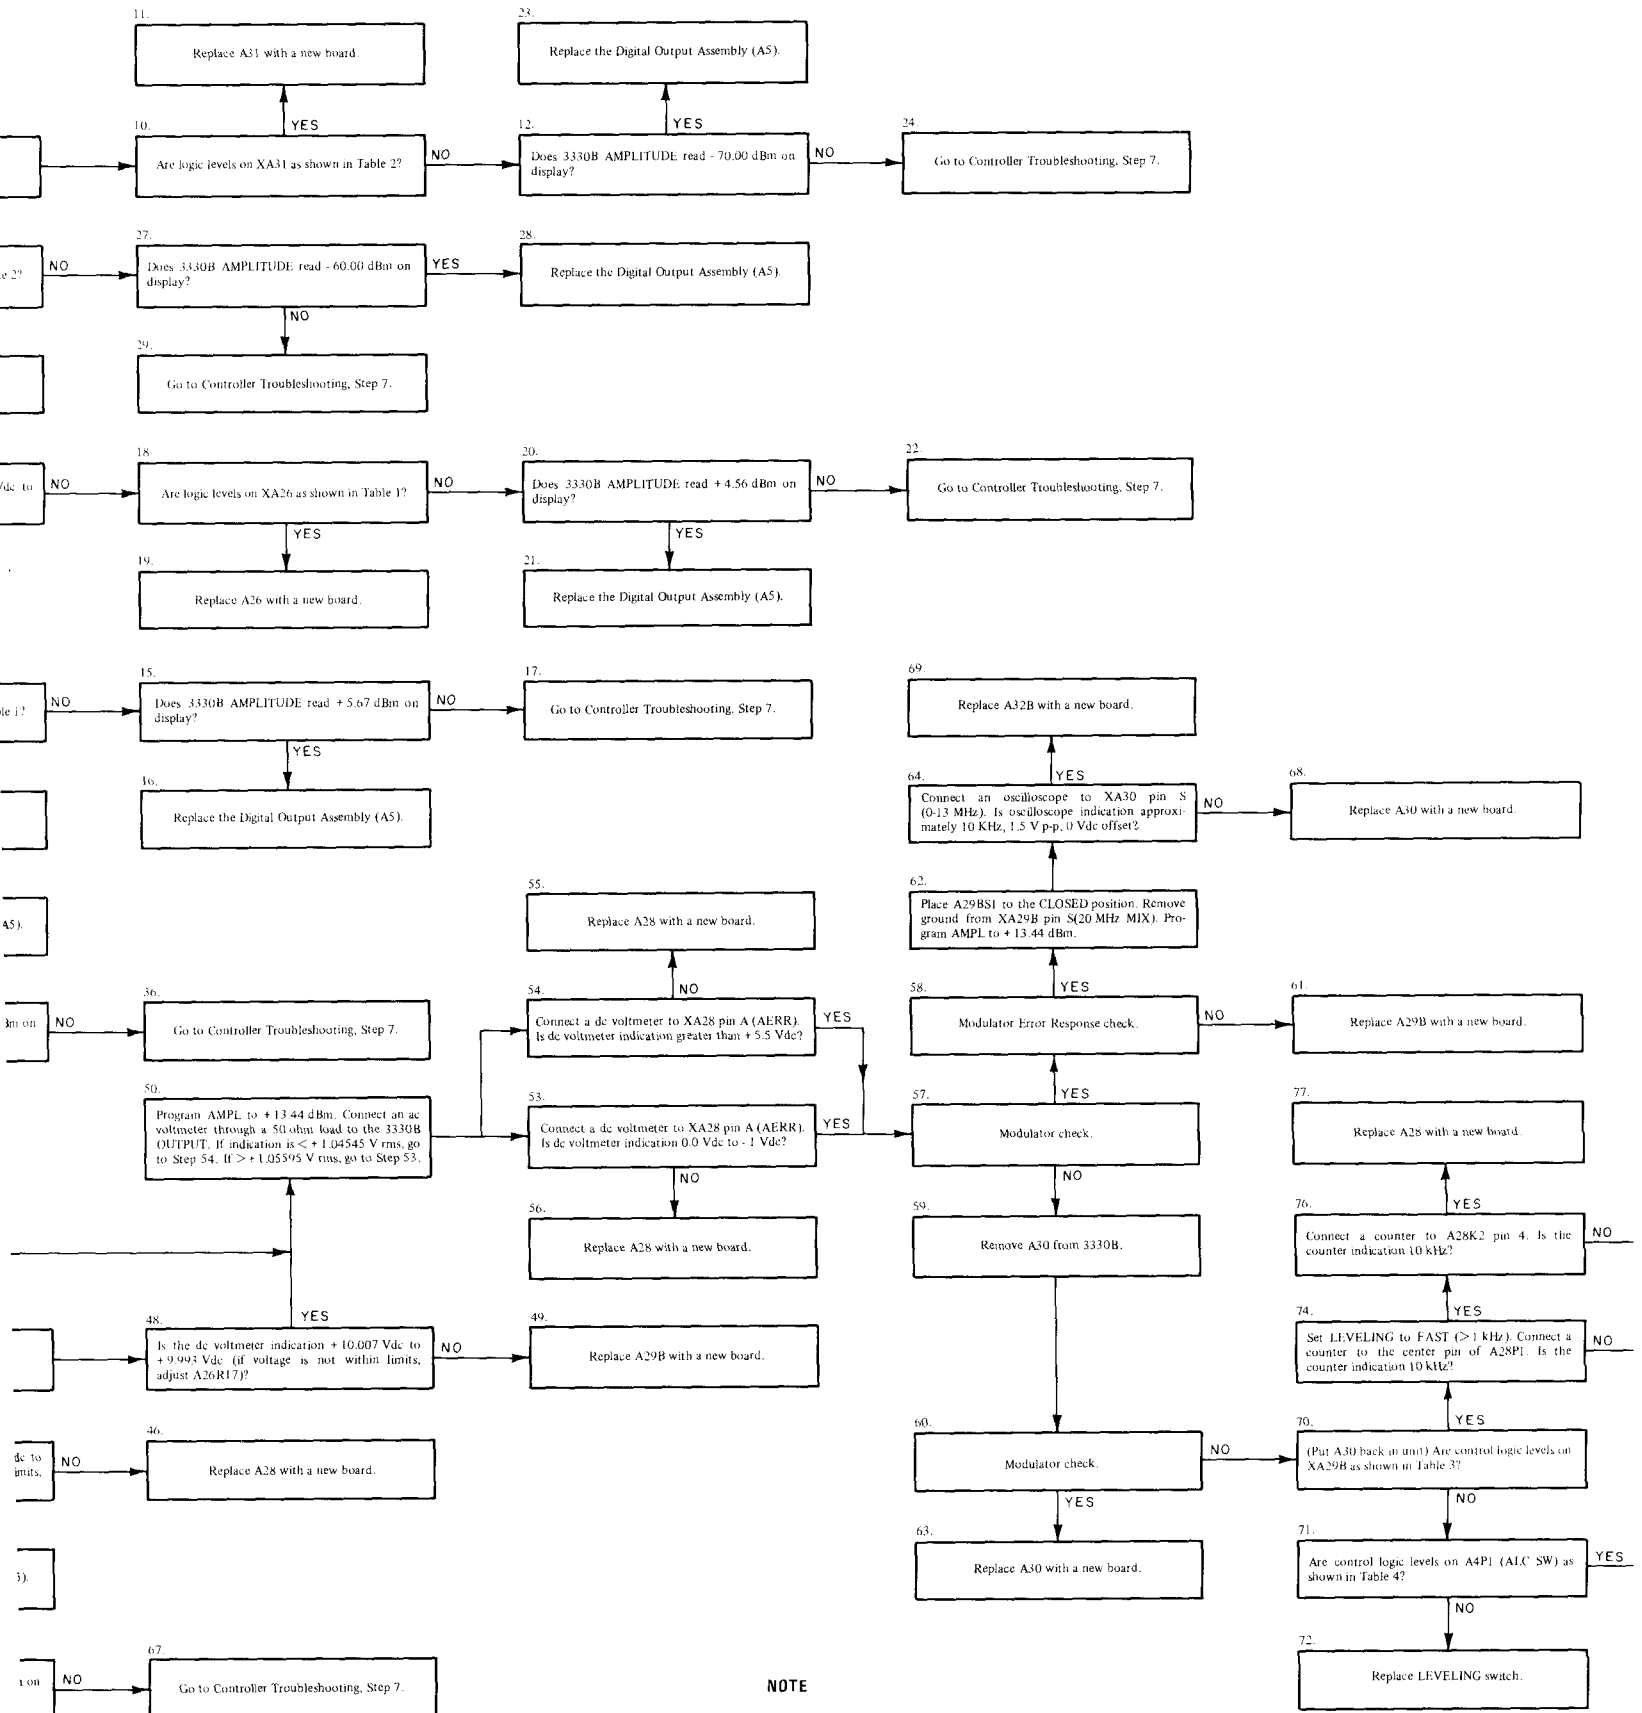 11.
Replace A31 with a new board.
23.
Replace the Digital Output Assembly (A5).
YES
YES
10.
Are logic levels on XA31 as shown in Table 2?
NO
12.
Does 3330B AMPLITUDE read - 70.00 dBm on
display?
NO
24.
Go to Controller Troubleshooting, Step 7.
le 2?
NO
27.
Does 3330B AMPLITUDE read - 60.00 dBm on
display?
YES
28.
Replace the Digital Output Assembly (A5).
NO
29.
Go to Controller Troubleshooting, Step 7.
Vdc to
NO
18
Are logic levels on XA26 as shown in Table 1?
NO
20.
Does 3330B AMPLITUDE read + 4.56 dBm on
display?
NO
22.
Go to Controller Troubleshooting, Step 7.
YES
YES
19.
Replace A26 with a new board.
21.
Replace the Digital Output Assembly (A5).
ble 1?
NO
15.
Does 3330B AMPLITUDE read + 5.67 dBm on
display?
NO
17.
Go to Controller Troubleshooting, Step 7.
YES
16.
Replace the Digital Output Assembly (A5).
69.
Replace A32B with a new board.
YES
64.
Connect an oscilloscope to XA30 pin S
(0-13 MHz). Is oscilloscope indication approxi-
mately 10 KHz, 1.5 V p-p, 0 Vdc offset?
NO
68.
Replace A30 with a new board.
62.
Place A29BS1 to the CLOSED position. Remove
ground from XA29B pin S(20 MHz MIX). Pro-
gram AMPL to + 13.44 dBm.
A5).
55.
Replace A28 with a new board.
NO
YES
Bm on
NO
36.
Go to Controller Troubleshooting, Step 7.
54.
Connect a dc voltmeter to XA28 pin A (AERR).
Is dc voltmeter indication greater than + 5.5 Vdc?
YES
58.
Modulator Error Response check.
NO
61.
Replace A29B with a new board.
YES
50.
Program AMPL to + 13.44 dBm. Connect an ac
voltmeter through a 50 ohm load to the 3330B
OUTPUT. If indication is < + 1.04545 V rms, go
to Step 54. If > + 1.05595 V rms, go to Step 53.
53.
Connect a dc voltmeter to XA28 pin A (AERR).
Is dc voltmeter indication 0.0 Vdc to - 1 Vdc?
YES
57.
Modulator check.
77.
Replace A28 with a new board.
NO
NO
YES
56.
Replace A28 with a new board.
59.
Remove A30 from 3330B.
76.
Connect a counter to A28K2 pin 4. Is the
counter indication 10 kHz?
NO
YES
YES
48.
Is the dc voltmeter indication + 10.007 Vdc to
+ 9.993 Vdc (if voltage is not within limits,
adjust A26R17)?
NO
49.
Replace A29B with a new board.
74.
Set LEVELING to FAST (> 1 kHz). Connect a
counter to the center pin of A28P1. Is the
counter indication 10 kHz?
NO
YES
dc to
imits,
NO
46.
Replace A28 with a new board.
60.
Modulator check.
NO
70.
(Put A30 back in unit) Are control logic levels on
XA29B as shown in Table 3?
YES
NO
63.
Replace A30 with a new board.
71.
Are control logic levels on A4P1 (ALC SW) as
shown in Table 4?
YES
5).
NO
72.
Replace LEVELING switch.
on
NO
67.
Go to Controller Troubleshooting, Step 7.
NOTE